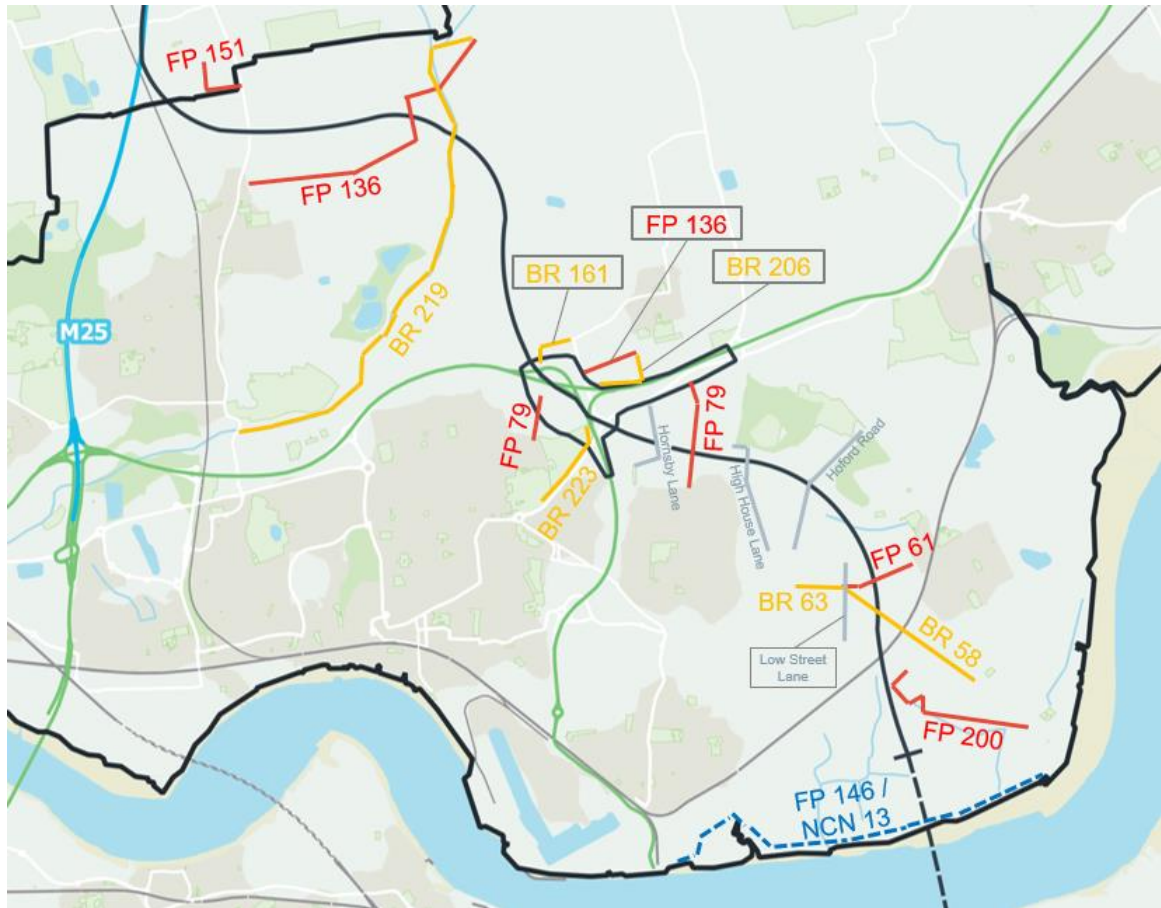 FP 151
FP 136
FP 136
BR 161
BR 206
BR 219
M25
FP 79
FP 79
BR 223
Hornsby Lane
High House Lane
Hoford Road
FP 61
BR 63
BR 58
Low Street
Lane
FP 200
FP 146 /
NCN 13